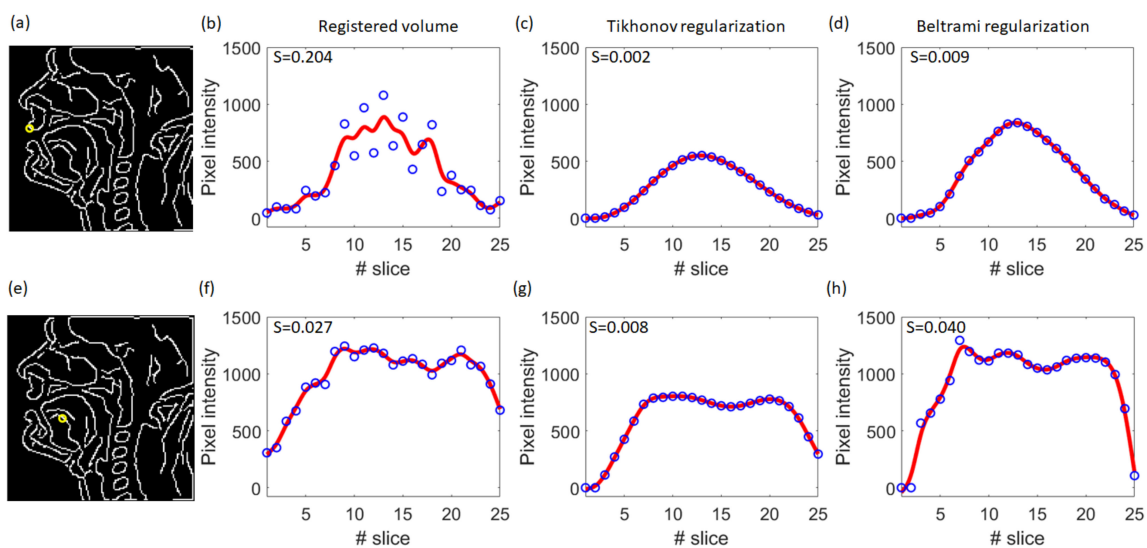 (a)
(b)
Registered volume
(c)
Tikhonov regularization
(d)
Beltrami regularization
S=0.204
1500
1000
500
0
Pixel intensity
5
10
15
20
25
# slice
S=0.002
1500
1000
500
0
Pixel intensity
5
10
15
20
25
# slice
S=0.009
1500
1000
500
0
Pixel intensity
5
10
15
20
25
# slice
(e)
(f)
(g)
(h)
S=0.027
1500
1000
500
0
Pixel intensity
5
10
15
20
25
# slice
S=0.008
1500
1000
500
0
Pixel intensity
5
10
15
20
25
# slice
S=0.040
1500
1000
500
0
Pixel intensity
5
10
15
20
25
# slice